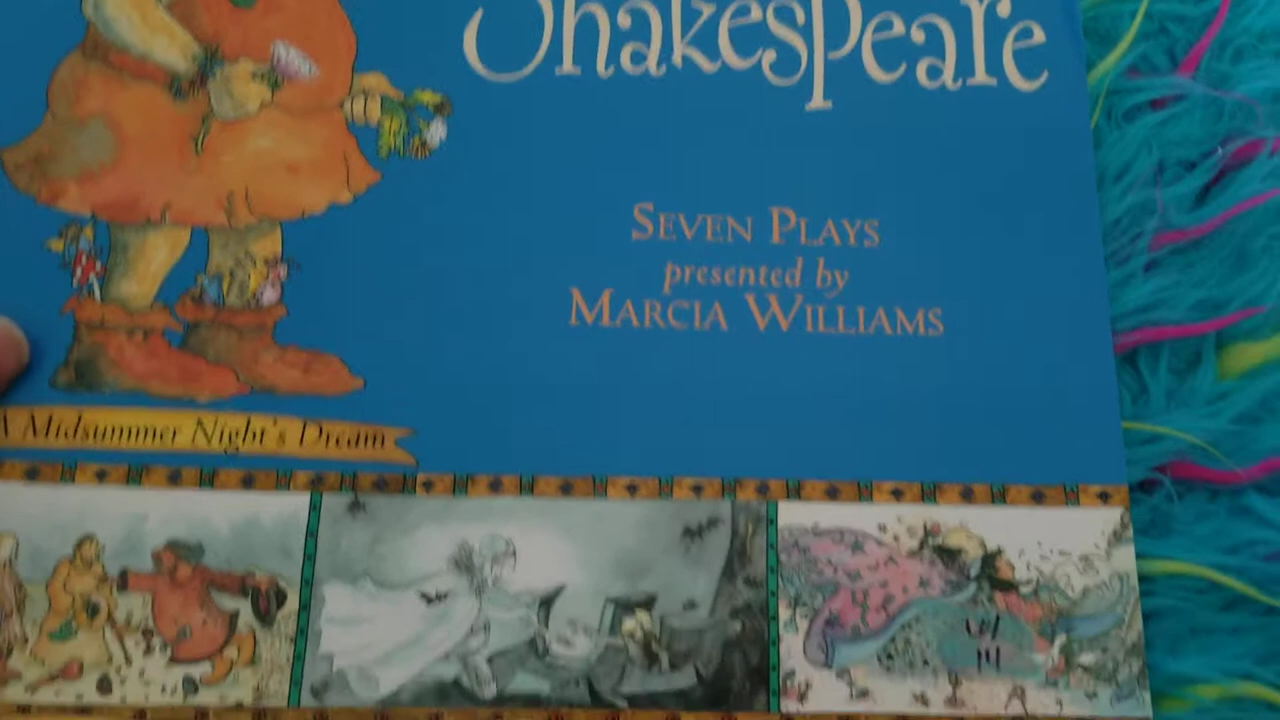 Shakespeare
SEVEN PLAYS
presented by
MARCIA WILLIAMS
A Midsummer Night's Dream